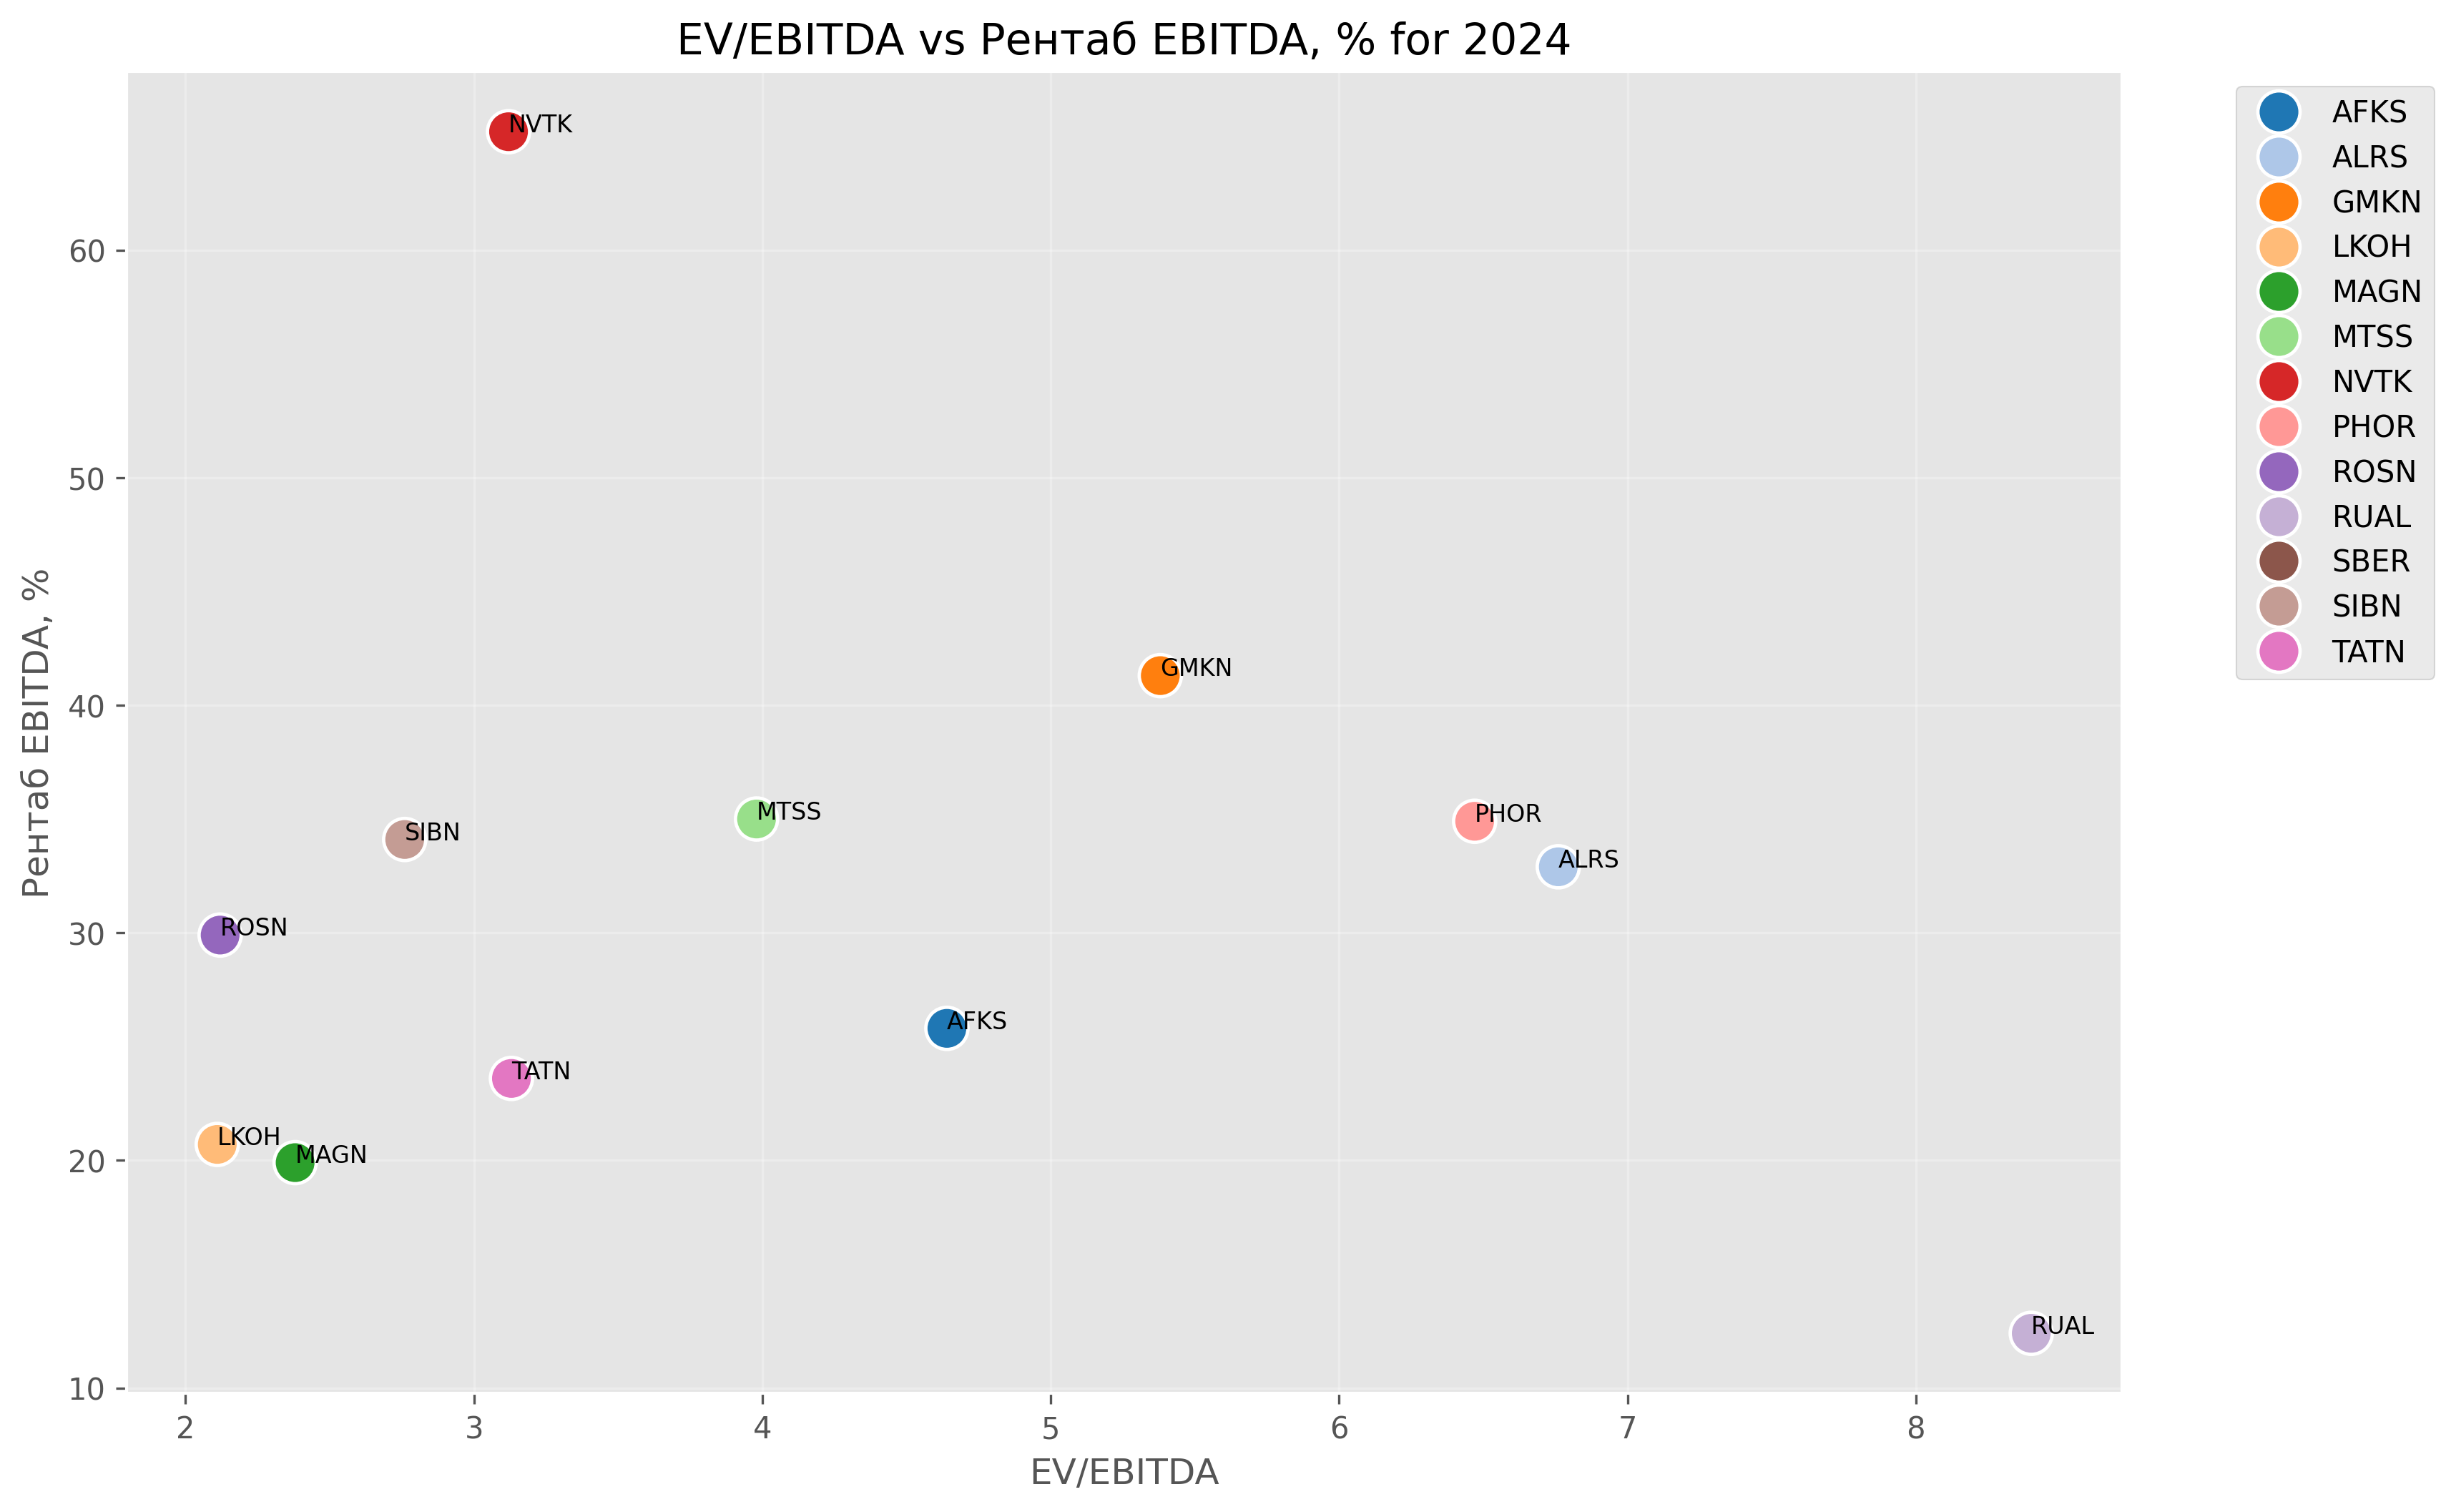 EV/EBITDA vs Рентаб EBITDA, % for 2024
Рентаб EBITDA, %
60
50
40
30
20
10
NVTK
GMKN
MTSS
PHOR
SIBN
ALRS
ROSN
AFKS
TATN
LKOH
MAGN
RUAL
2 3 4 5 6 7 8
EV/EBITDA
AFKS
ALRS
GMKN
LKOH
MAGN
MTSS
NVTK
PHOR
ROSN
RUAL
SBER
SIBN
TATN